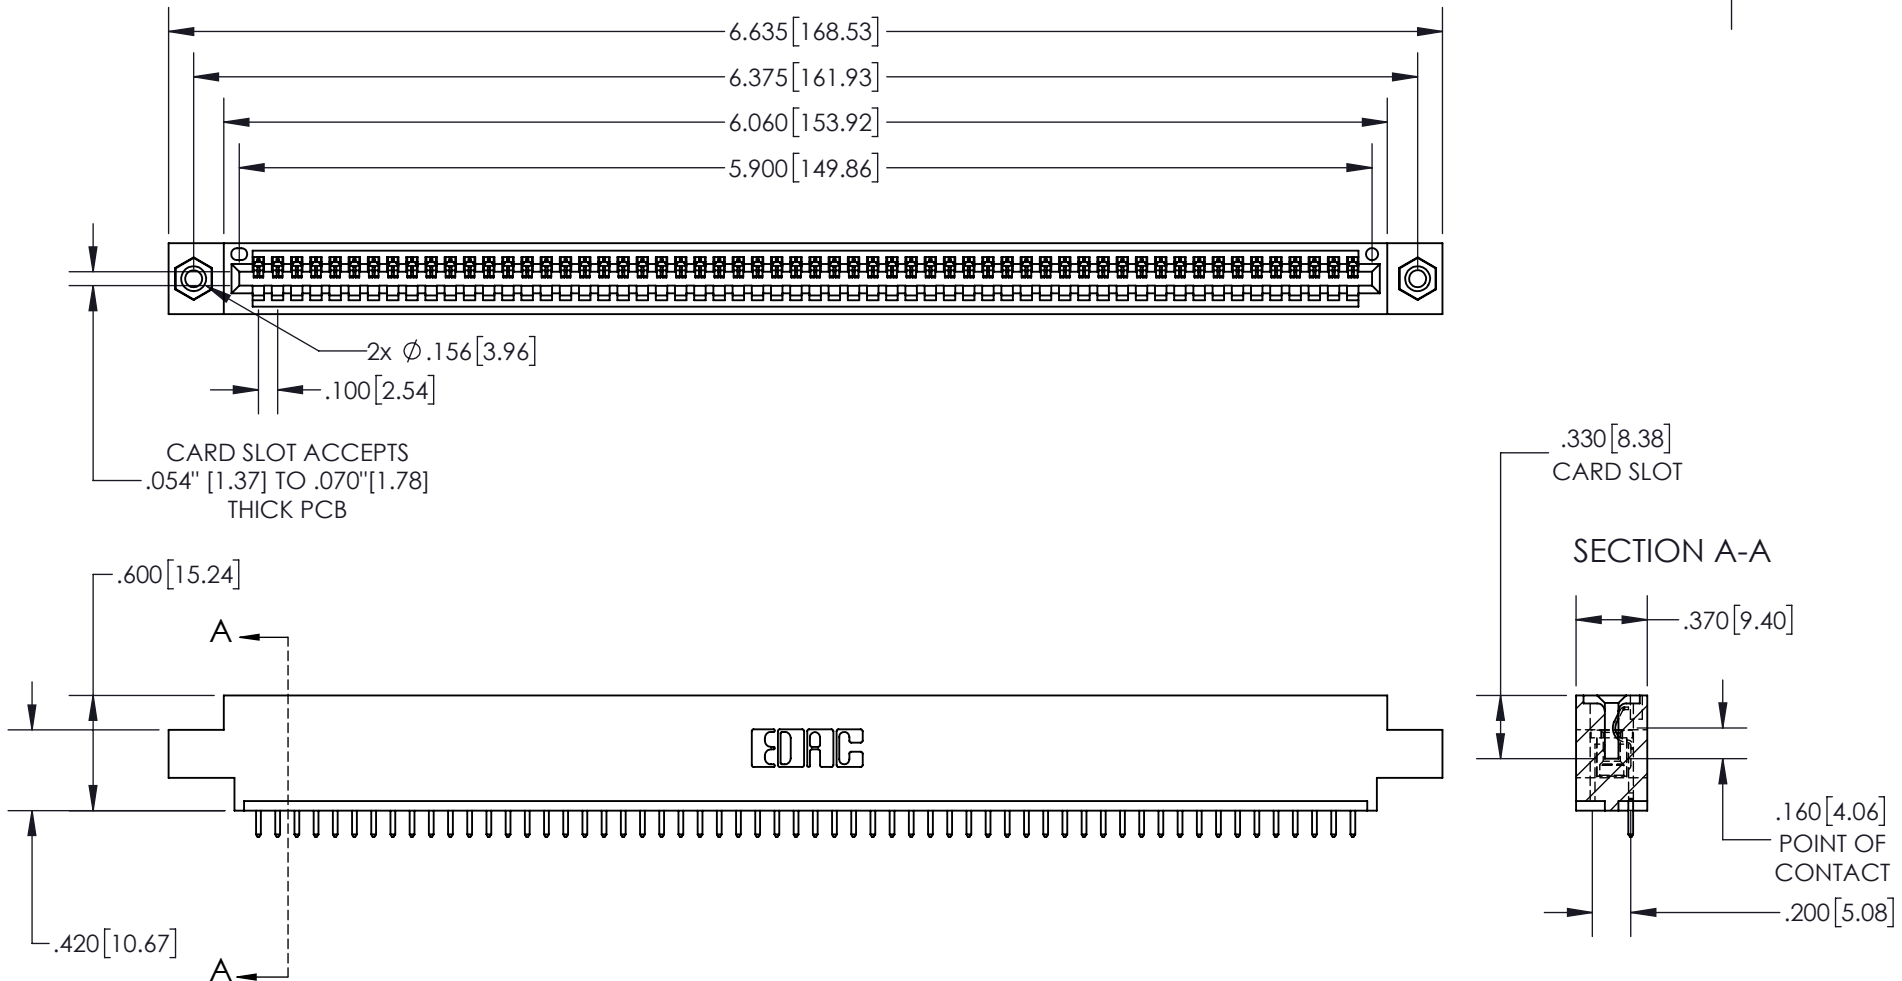 6.635[168.53]
6.375[161.93]
6.060[153.92]
5.900[149.86]
2x Ø.156[3.96]
.100[2.54]
CARD SLOT ACCEPTS
.054" [1.37] TO .070"[1.78]
THICK PCB
.330[8.38]
CARD SLOT
SECTION A-A
.600[15.24]
.370[9.40]
A
EDAC
.160[4.06]
POINT OF
CONTACT
.200[5.08]
.420[10.67]
A